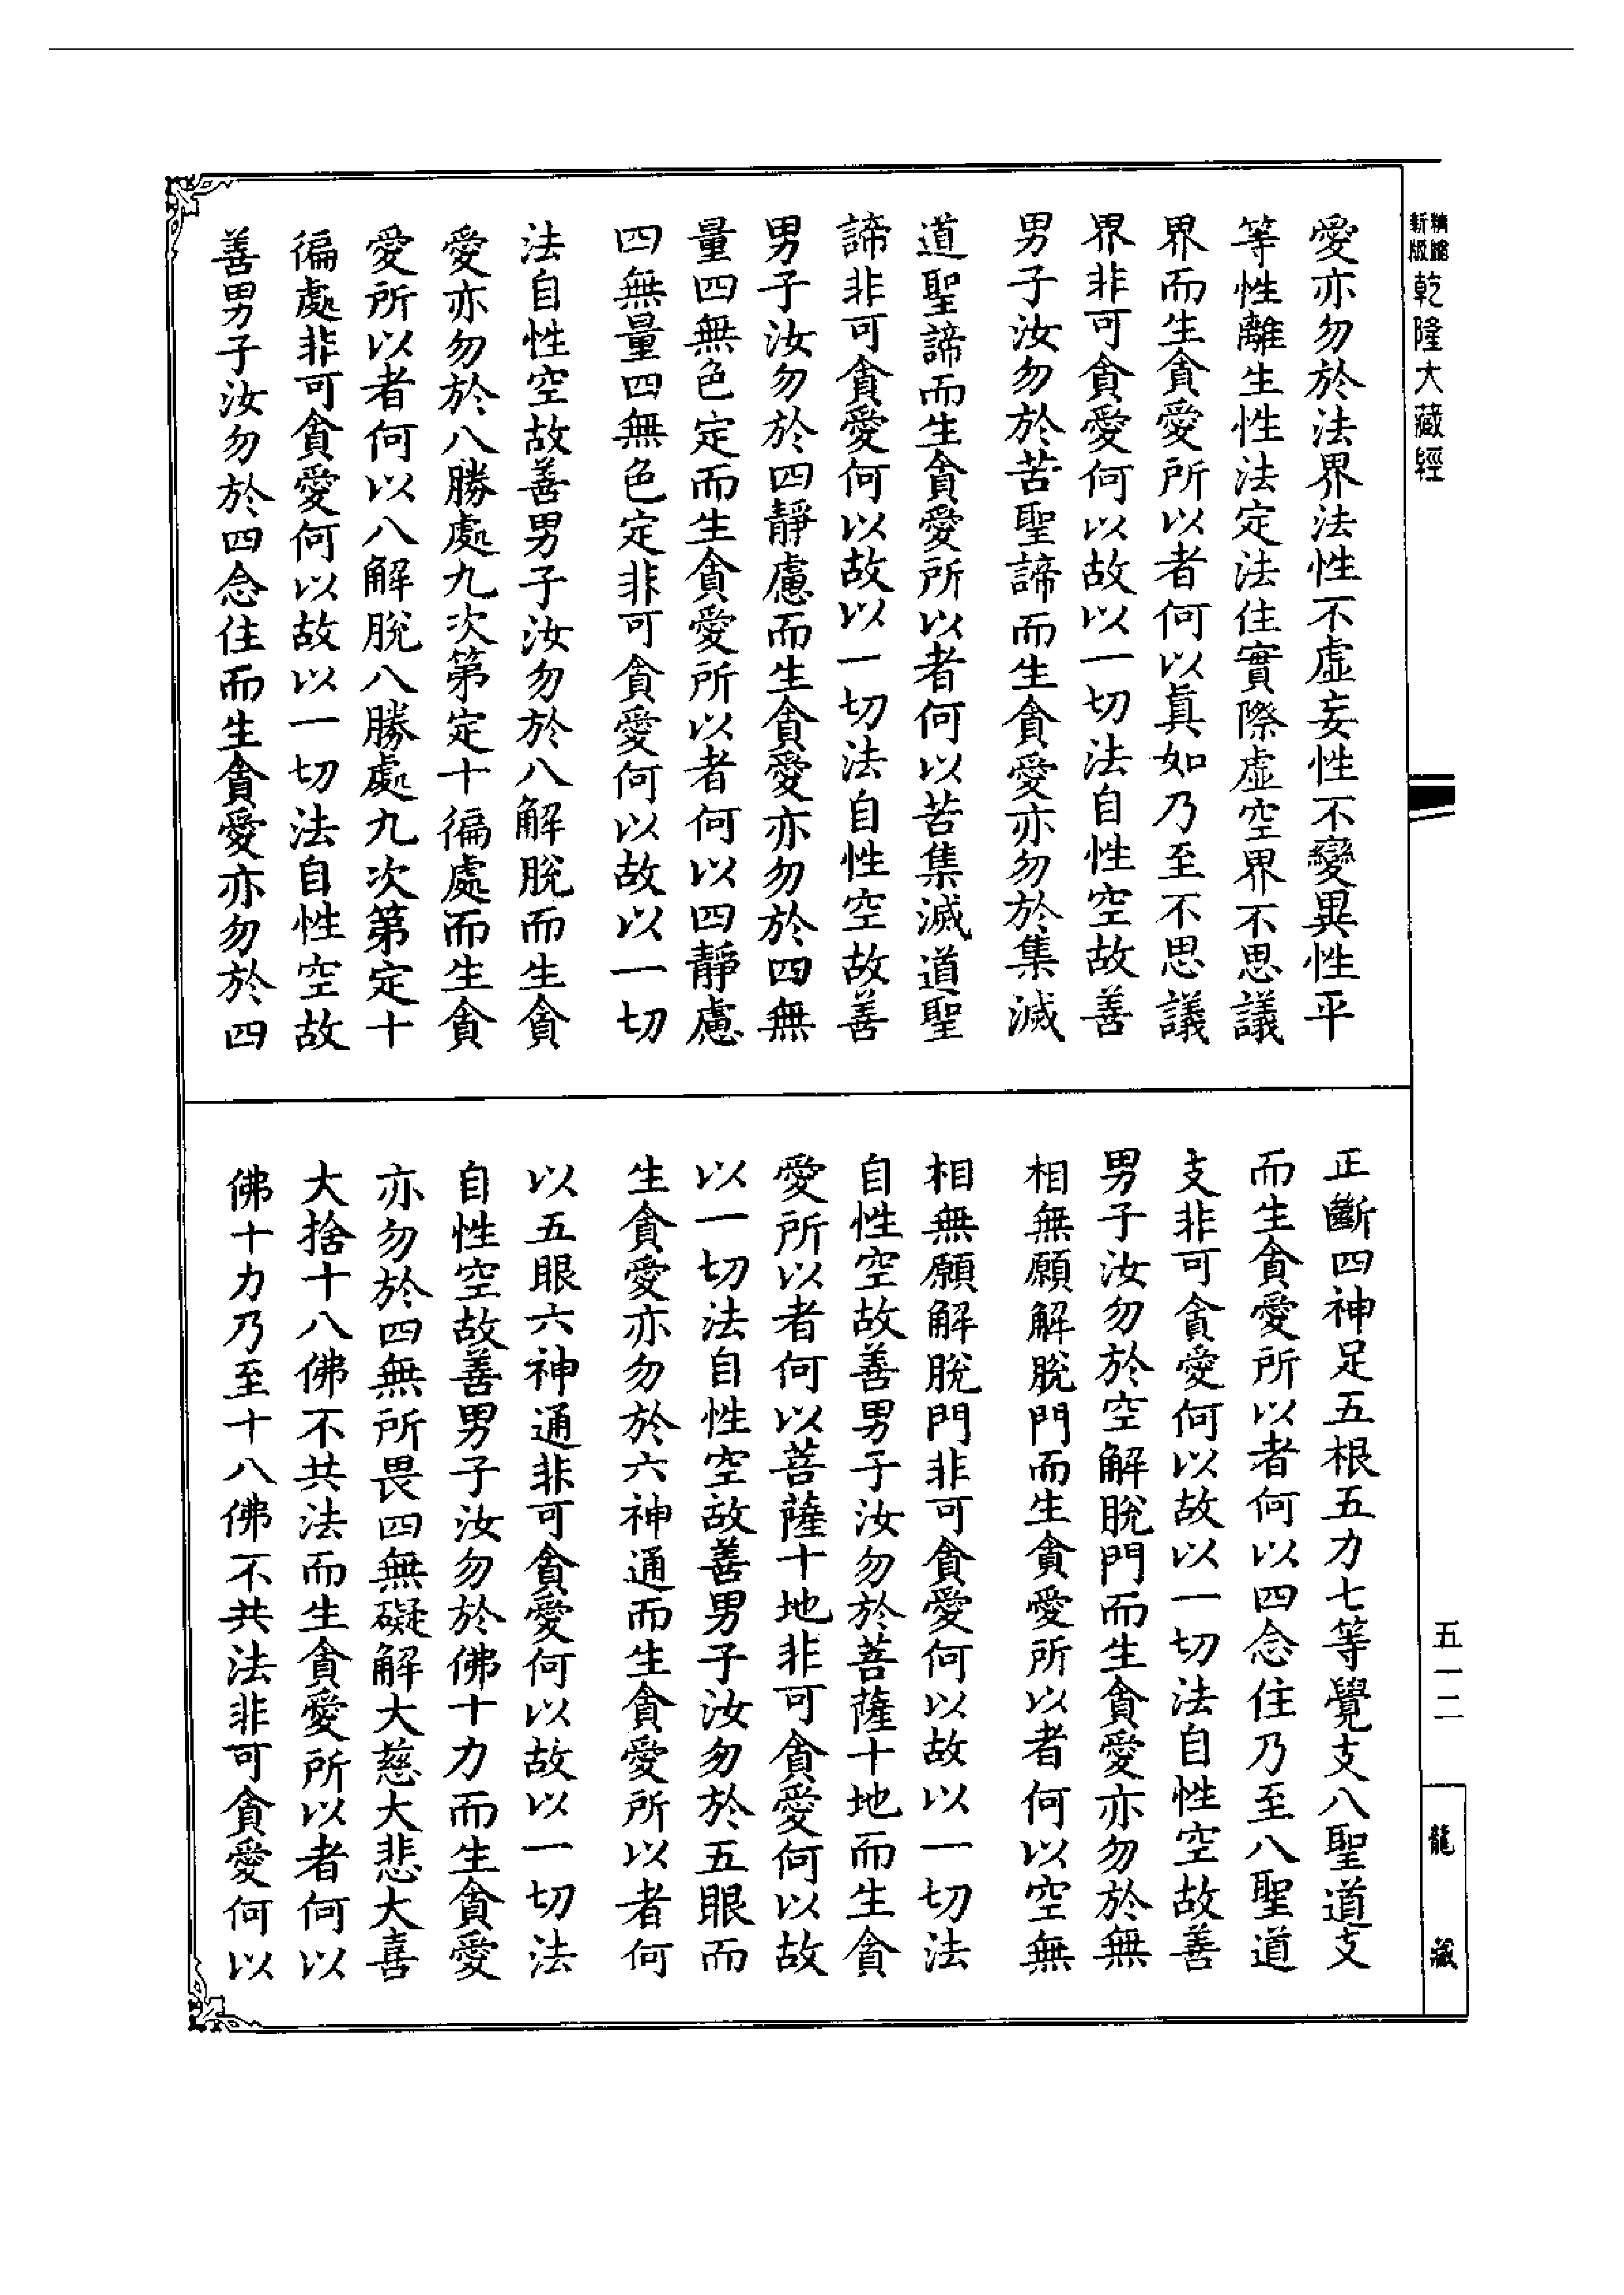 精縮新版乾隆大藏經
愛亦勿於法界法性不虛妄性不變異性平
等性離生性法定法住實際虛空界不思議
界而生貪愛所以者何以真如乃至不思議
界非可貪愛何以故以一切法自性空故善
男子汝勿於苦聖諦而生貪愛亦勿於集滅
道聖諦而生貪愛所以者何以苦集滅道聖
諦非可貪愛何以故以一切法自性空故善
男子汝勿於四靜慮而生貪愛亦勿於四無
量四無色定而生貪愛所以者何以四靜慮
四無量四無色定非可貪愛何以故以一切
法自性空故善男子汝勿於八解脫而生貪
愛亦勿於八勝處九次第定十徧處而生貪
愛所以者何以八解脫八勝處九次第定十
徧處非可貪愛何以故以一切法自性空故
善男子汝勿於四念住而生貪愛亦勿於四
正斷四神足五根五力七等覺支八聖道支
而生貪愛所以者何以四念住乃至八聖道
支非可貪愛何以故以一切法自性空故善
男子汝勿於空解脫門而生貪愛亦勿於無
相無願解脫門而生貪愛所以者何以空無
相無願解脫門非可貪愛何以故以一切法
自性空故善男子汝勿於菩薩十地而生貪
愛所以者何以菩薩十地非可貪愛何以故
以一切法自性空故善男子汝勿於五眼而
生貪愛亦勿於六神通而生貪愛所以者何
以五眼六神通非可貪愛何以故以一切法
自性空故善男子汝勿於佛十力而生貪愛
亦勿於四無所畏四無礙解大慈大悲大喜
大捨十八佛不共法而生貪愛所以者何以
佛十力乃至十八佛不共法非可貪愛何以
五一二
龍藏